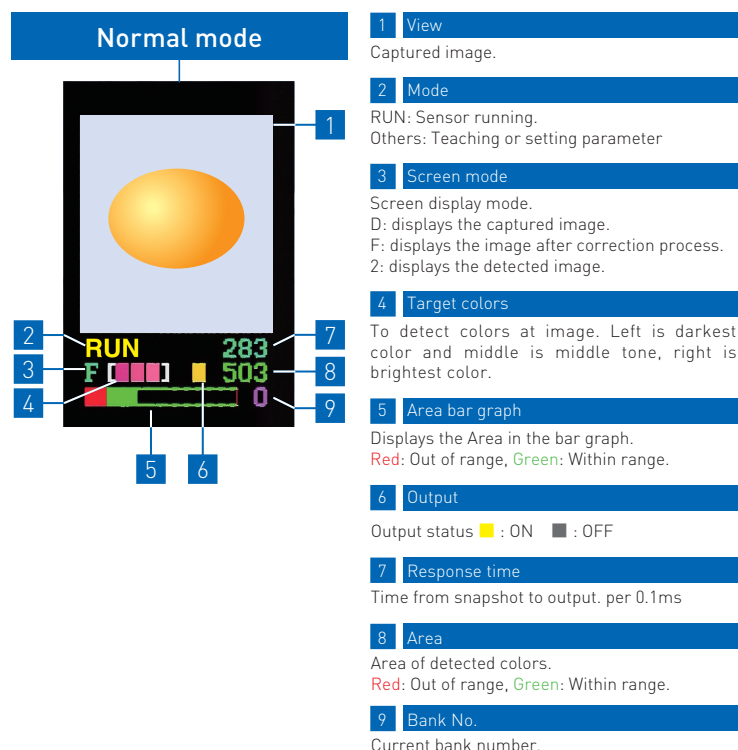 Normal mode
1
RUN
283
F [ ]
503
0
2
3
4
5
6
7
8
9
1 View
Captured image.
2 Mode
RUN: Sensor running.
Others: Teaching or setting parameter
3 Screen mode
Screen display mode.
D: displays the captured image.
F: displays the image after correction process.
2: displays the detected image.
4 Target colors
To detect colors at image. Left is darkest
color and middle is middle tone, right is
brightest color.
5 Area bar graph
Displays the Area in the bar graph.
Red: Out of range, Green: Within range.
6 Output
Output status : ON : OFF
7 Response time
Time from snapshot to output. per 0.1ms
8 Area
Area of detected colors.
Red: Out of range, Green: Within range.
9 Bank No.
Current bank number.